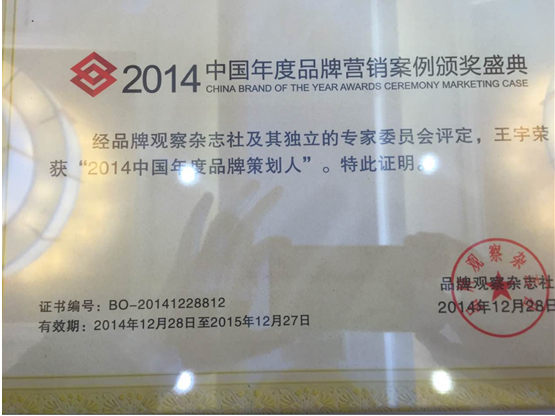 2014中国年度品牌营销案例颁奖盛典
CHINA BRAND OF THE YEAR AWARDS CEREMONY MARKETING CASE
经品牌观察杂志社及其独立的专家委员会评定，王宇荣
获“2014中国年度品牌策划人”。特此证明。
证书编号：BO-20141228812
有效期：2014年12月28日至2015年12月27日
品牌观察杂志社
2014年12月28日